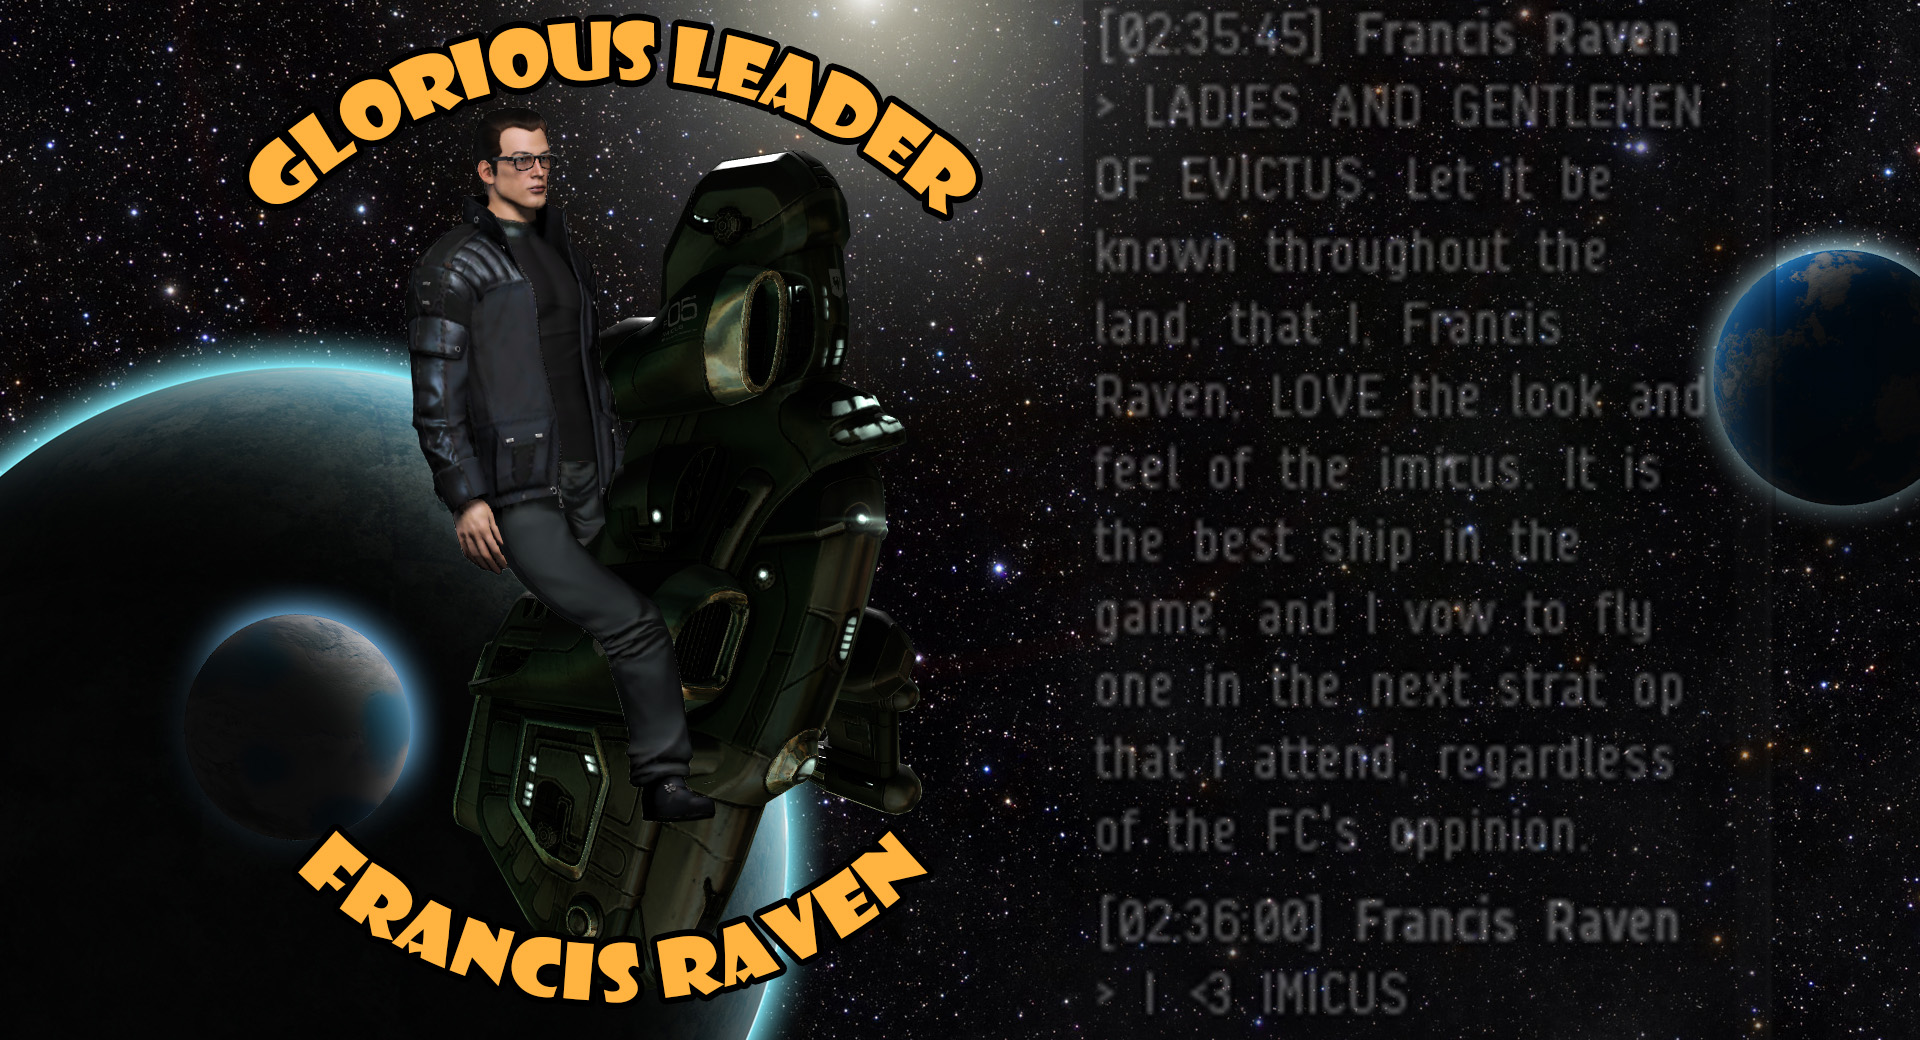 GLORIOUS LEADER
FRANCIS RAVEN
[02:35:45] Francis Raven
> LADIES AND GENTLEMEN
OF EVICTUS. Let it be
known throughout the
land, that I, Francis
Raven, LOVE the look and
feel of the imicus. It is
the best ship in the
game, and I vow to fly
one in the next strat op
that I attend, regardless
of the FC's oppinion.
[02:36:00] Francis Raven
> I <3 IMICUS
05